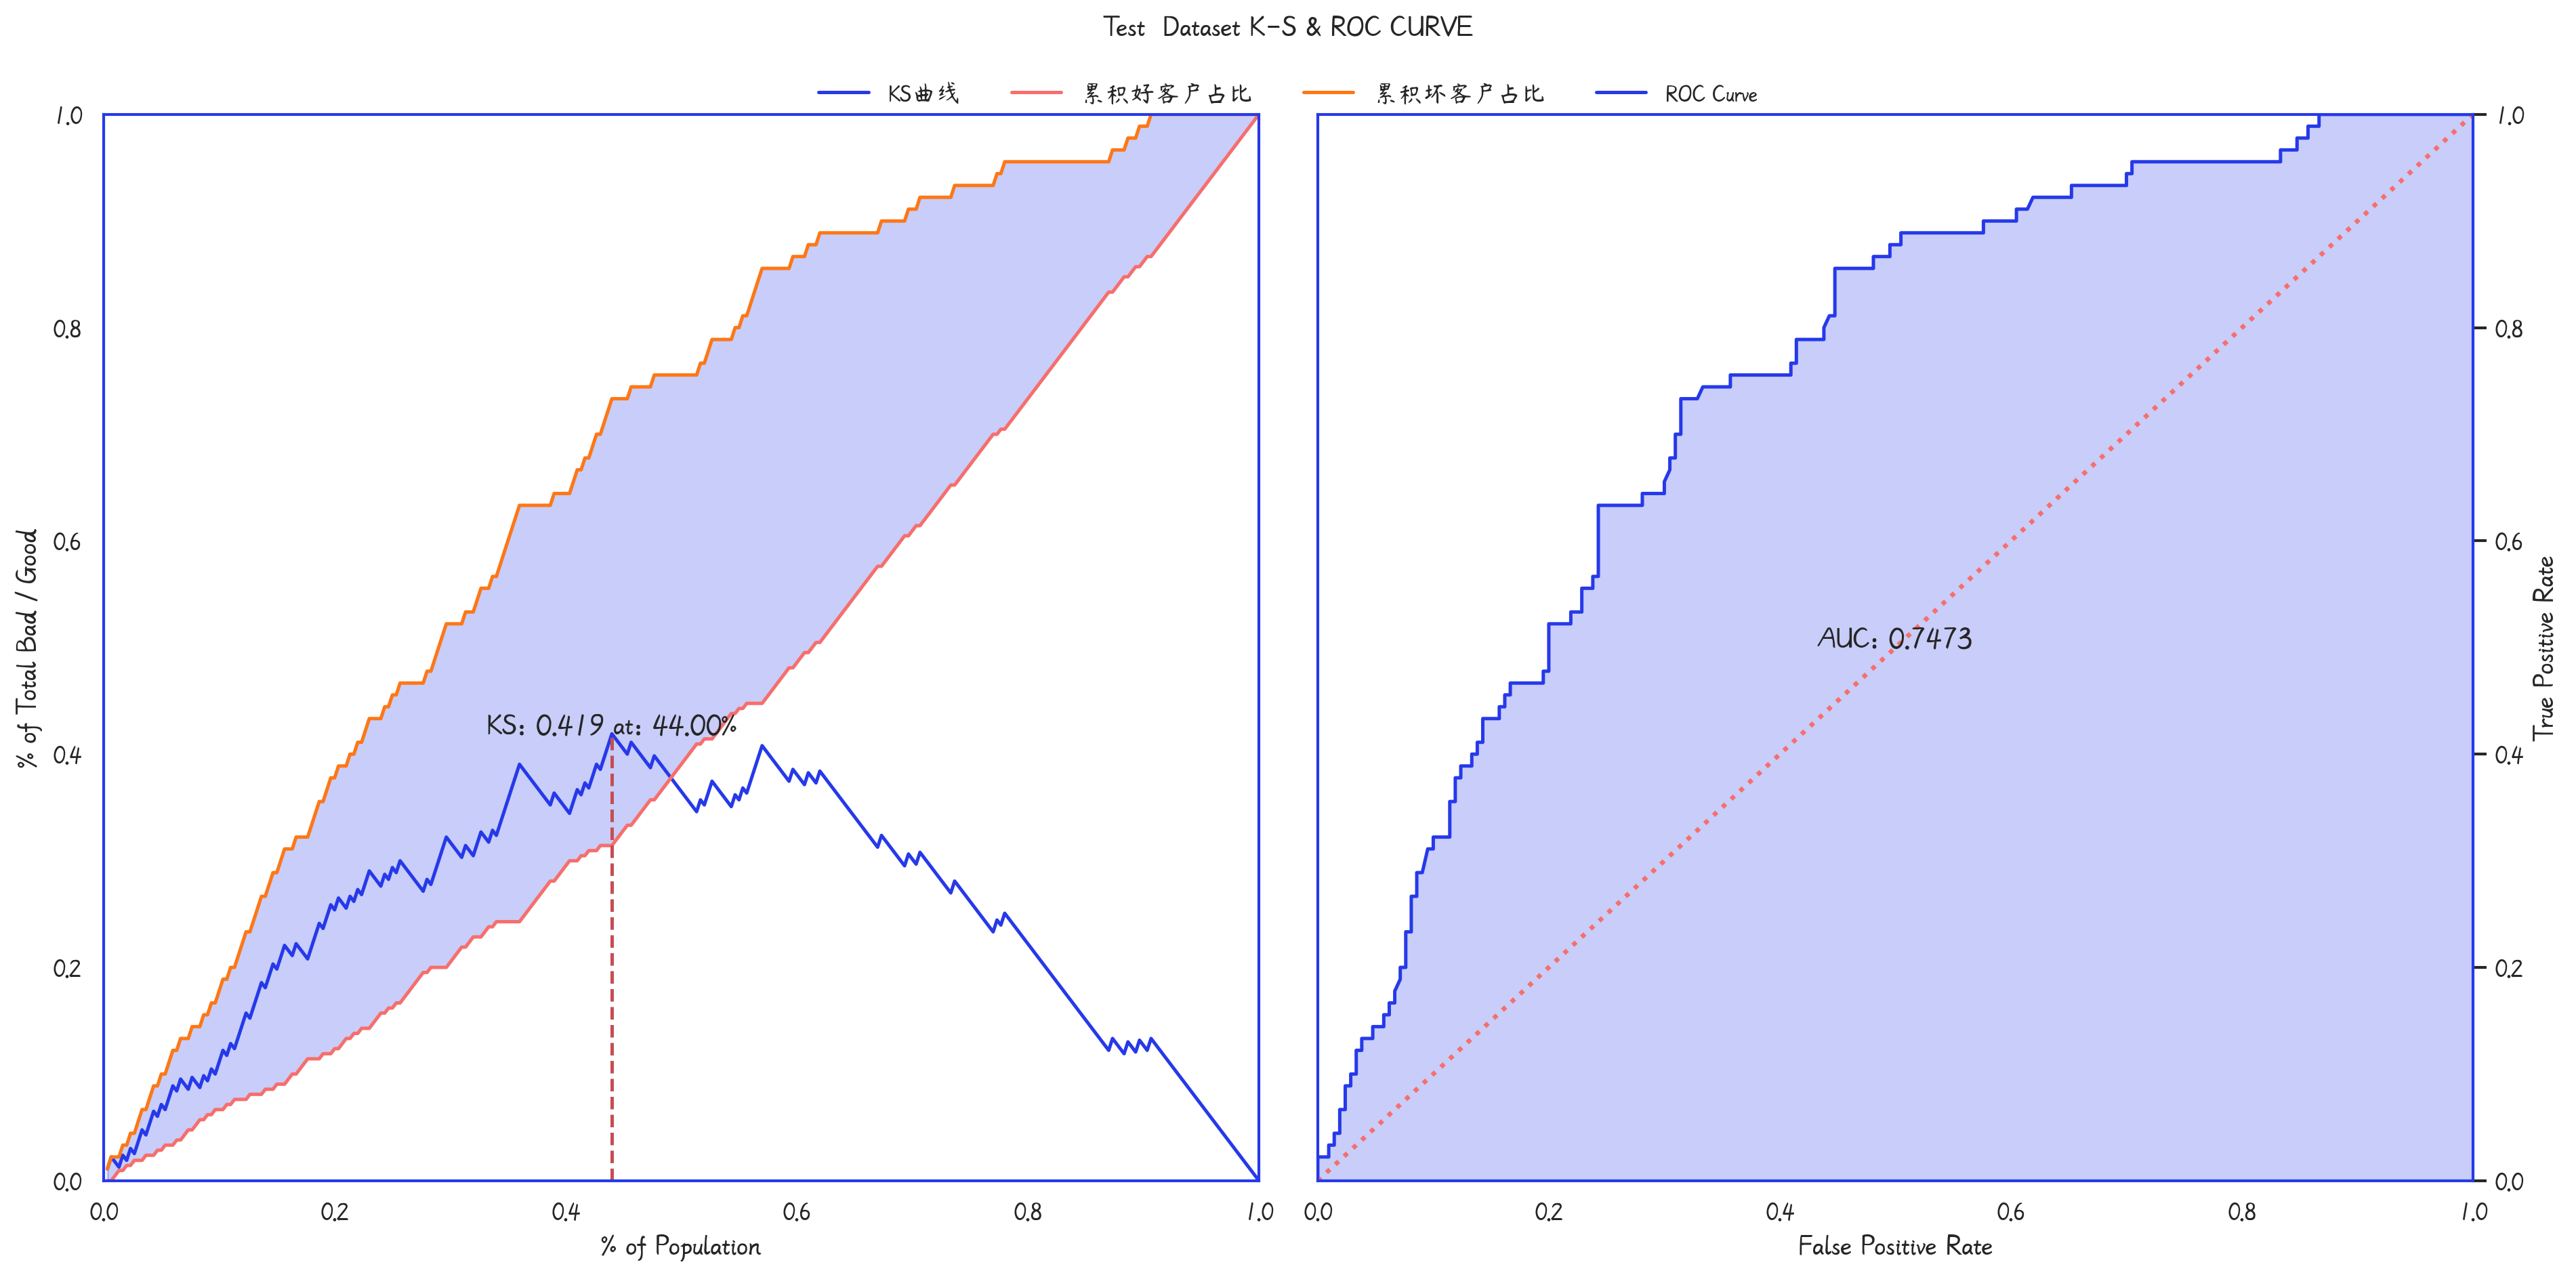 Test Dataset K-S & ROC CURVE
KS曲线 累积好客户占比 累积坏客户占比 ROC Curve
1.0
0.8
0.6
0.4
0.2
0.0
% of Total Bad / Good
KS: 0.419 at: 44.00%
0.0 0.2 0.4 0.6 0.8 1.0
% of Population
AUC: 0.7473
0.0 0.2 0.4 0.6 0.8 1.0
False Positive Rate
1.0
0.8
0.6
0.4
0.2
0.0
True Positive Rate